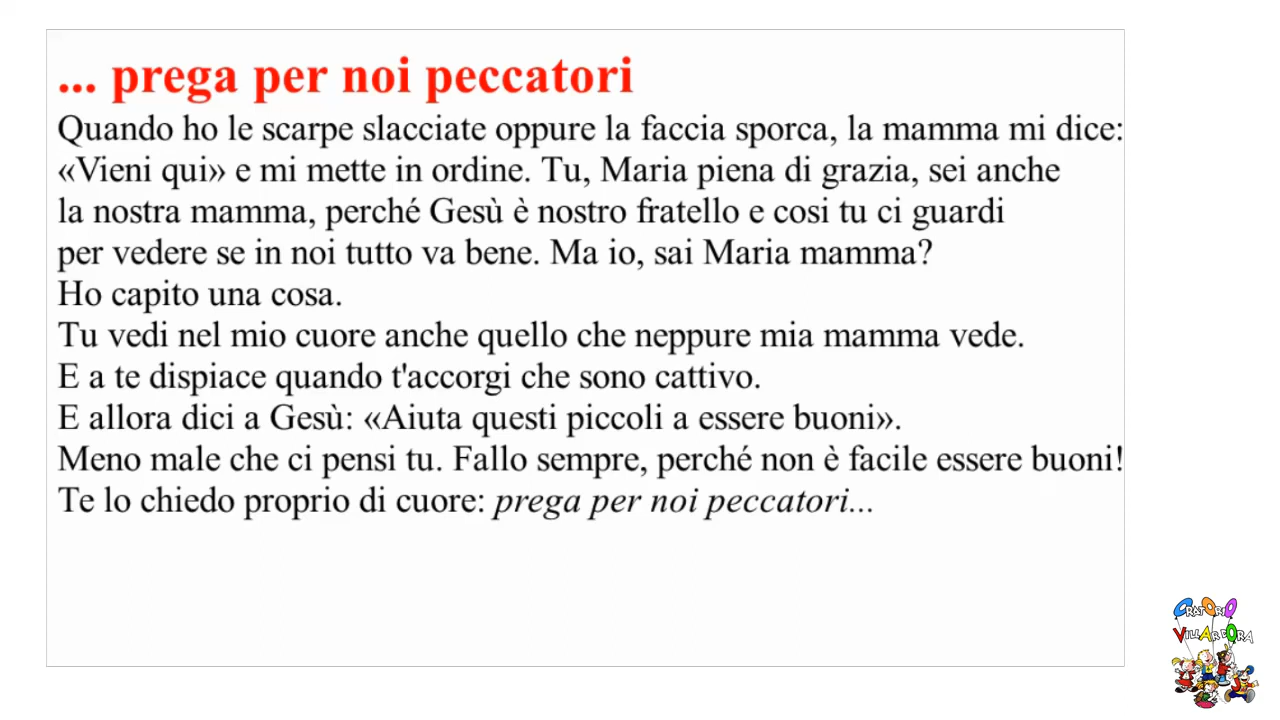 ... prega per noi peccatori
Quando ho le scarpe slacciate oppure la faccia sporca, la mamma mi dice:
«Vieni qui» e mi mette in ordine. Tu, Maria piena di grazia, sei anche
la nostra mamma, perché Gesù è nostro fratello e cosi tu ci guardi
per vedere se in noi tutto va bene. Ma io, sai Maria mamma?
Ho capito una cosa.
Tu vedi nel mio cuore anche quello che neppure mia mamma vede.
E a te dispiace quando t'accorgi che sono cattivo.
E allora dici a Gesù: «Aiuta questi piccoli a essere buoni».
Meno male che ci pensi tu. Fallo sempre, perché non è facile essere buoni!
Te lo chiedo proprio di cuore: prega per noi peccatori...
ORATORIO
VILLAR DORA